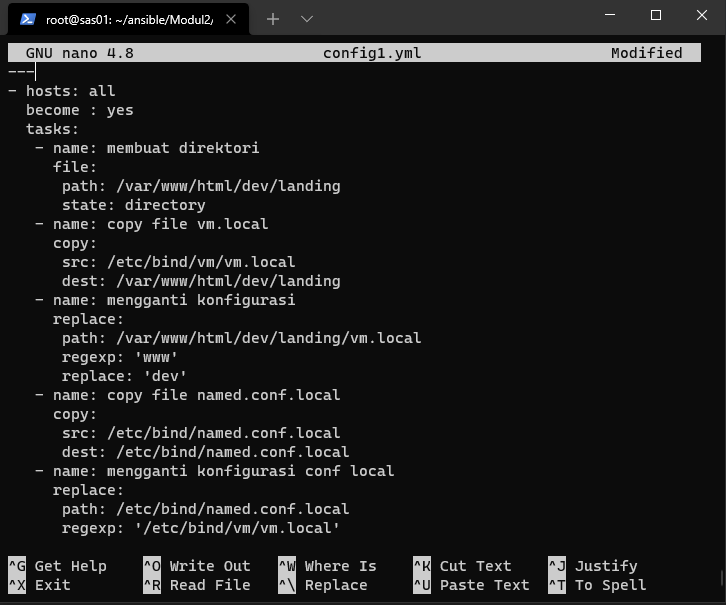 root@sas01: ~/ansible/Modul2/
GNU nano 4.8 config1.yml Modified
---
- hosts: all
  become : yes
  tasks:
   - name: membuat direktori
     file:
      path: /var/www/html/dev/landing
      state: directory
   - name: copy file vm.local
     copy:
      src: /etc/bind/vm/vm.local
      dest: /var/www/html/dev/landing
   - name: mengganti konfigurasi
     replace:
      path: /var/www/html/dev/landing/vm.local
      regexp: 'www'
      replace: 'dev'
   - name: copy file named.conf.local
     copy:
      src: /etc/bind/named.conf.local
      dest: /etc/bind/named.conf.local
   - name: mengganti konfigurasi conf local
     replace:
      path: /etc/bind/named.conf.local
      regexp: '/etc/bind/vm/vm.local'
^G Get Help ^O Write Out ^W Where Is ^K Cut Text ^J Justify
^X Exit ^R Read File ^\ Replace ^U Paste Text ^T To Spell